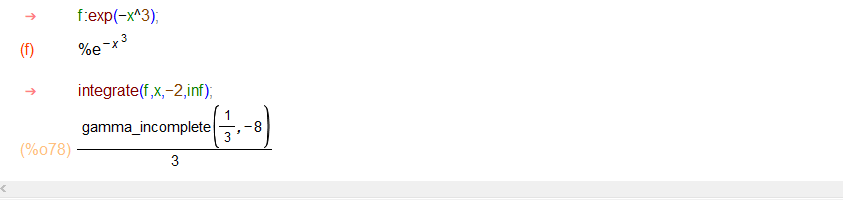 → f:exp(-x^3);
(f) %e^-x^3
→ integrate(f,x,-2,inf);
(%o78) gamma_incomplete(1/3,-8)/3